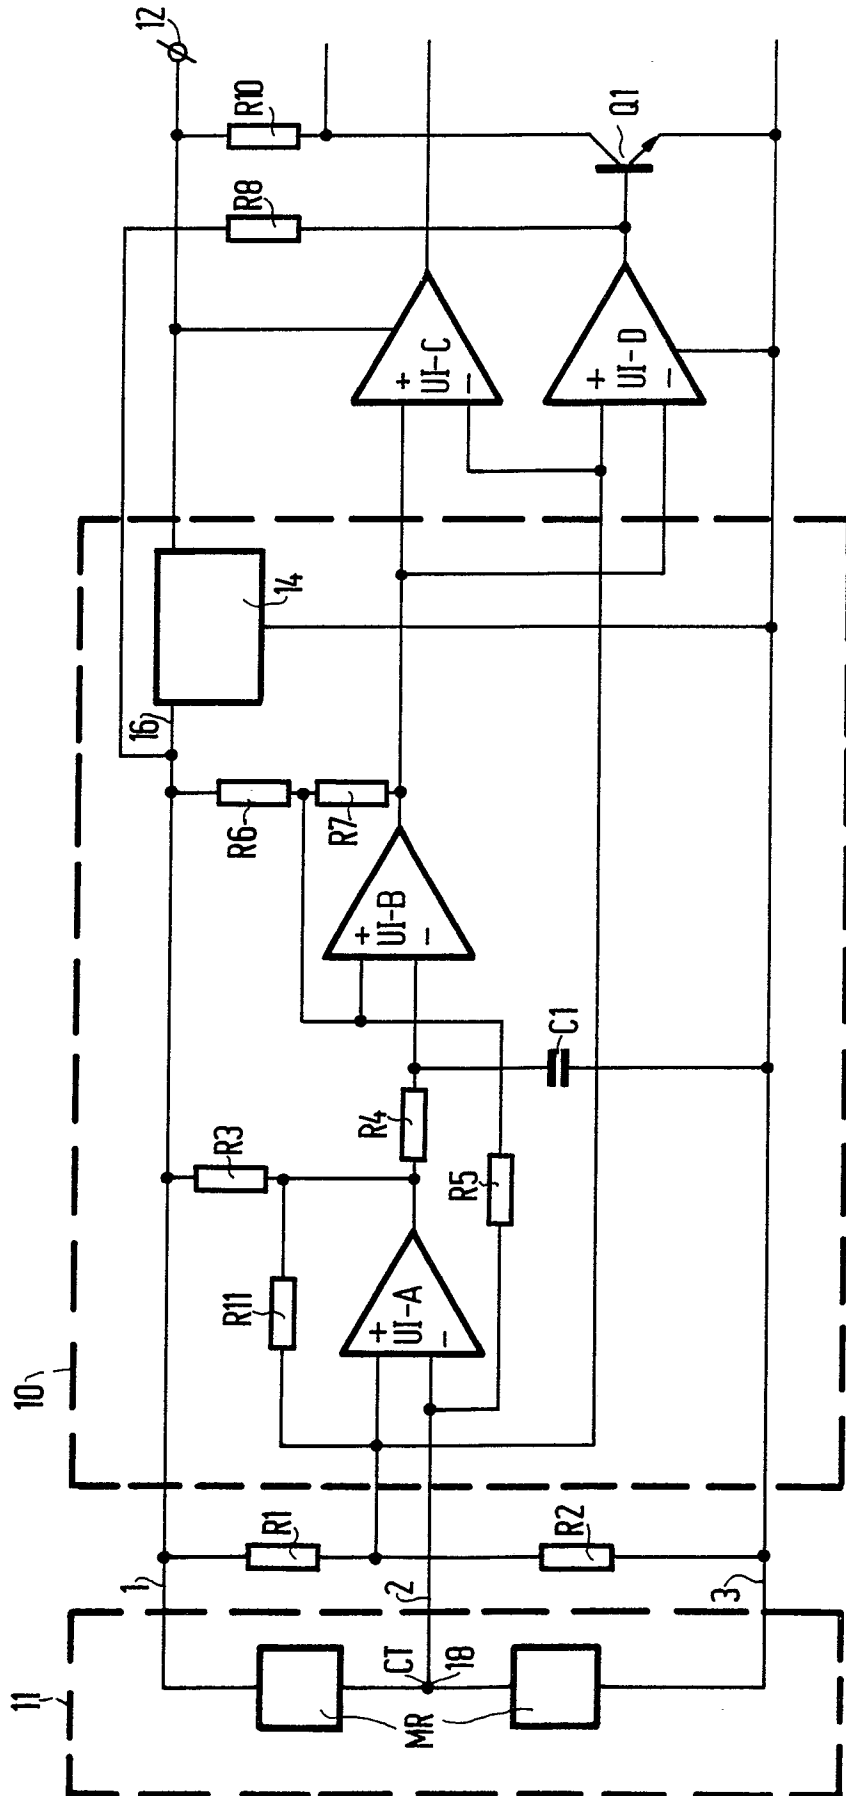 12
R10
R8
Q1
+
UI-C
−
+
UI-D
−
14
16
R6
R7
+
UI-B
−
C1
R3
R4
R5
R11
+
UI-A
−
10
R1
R2
1
2
3
CT
18
11
MR